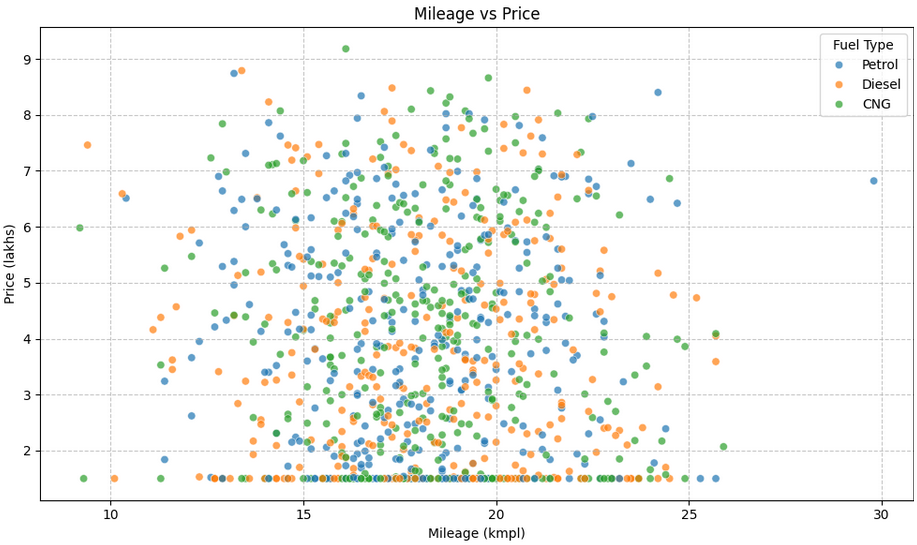 Mileage vs Price
Price (lakhs)
9
8
7
6
5
4
3
2
Fuel Type
Petrol
Diesel
CNG
10 15 20 25 30
Mileage (kmpl)